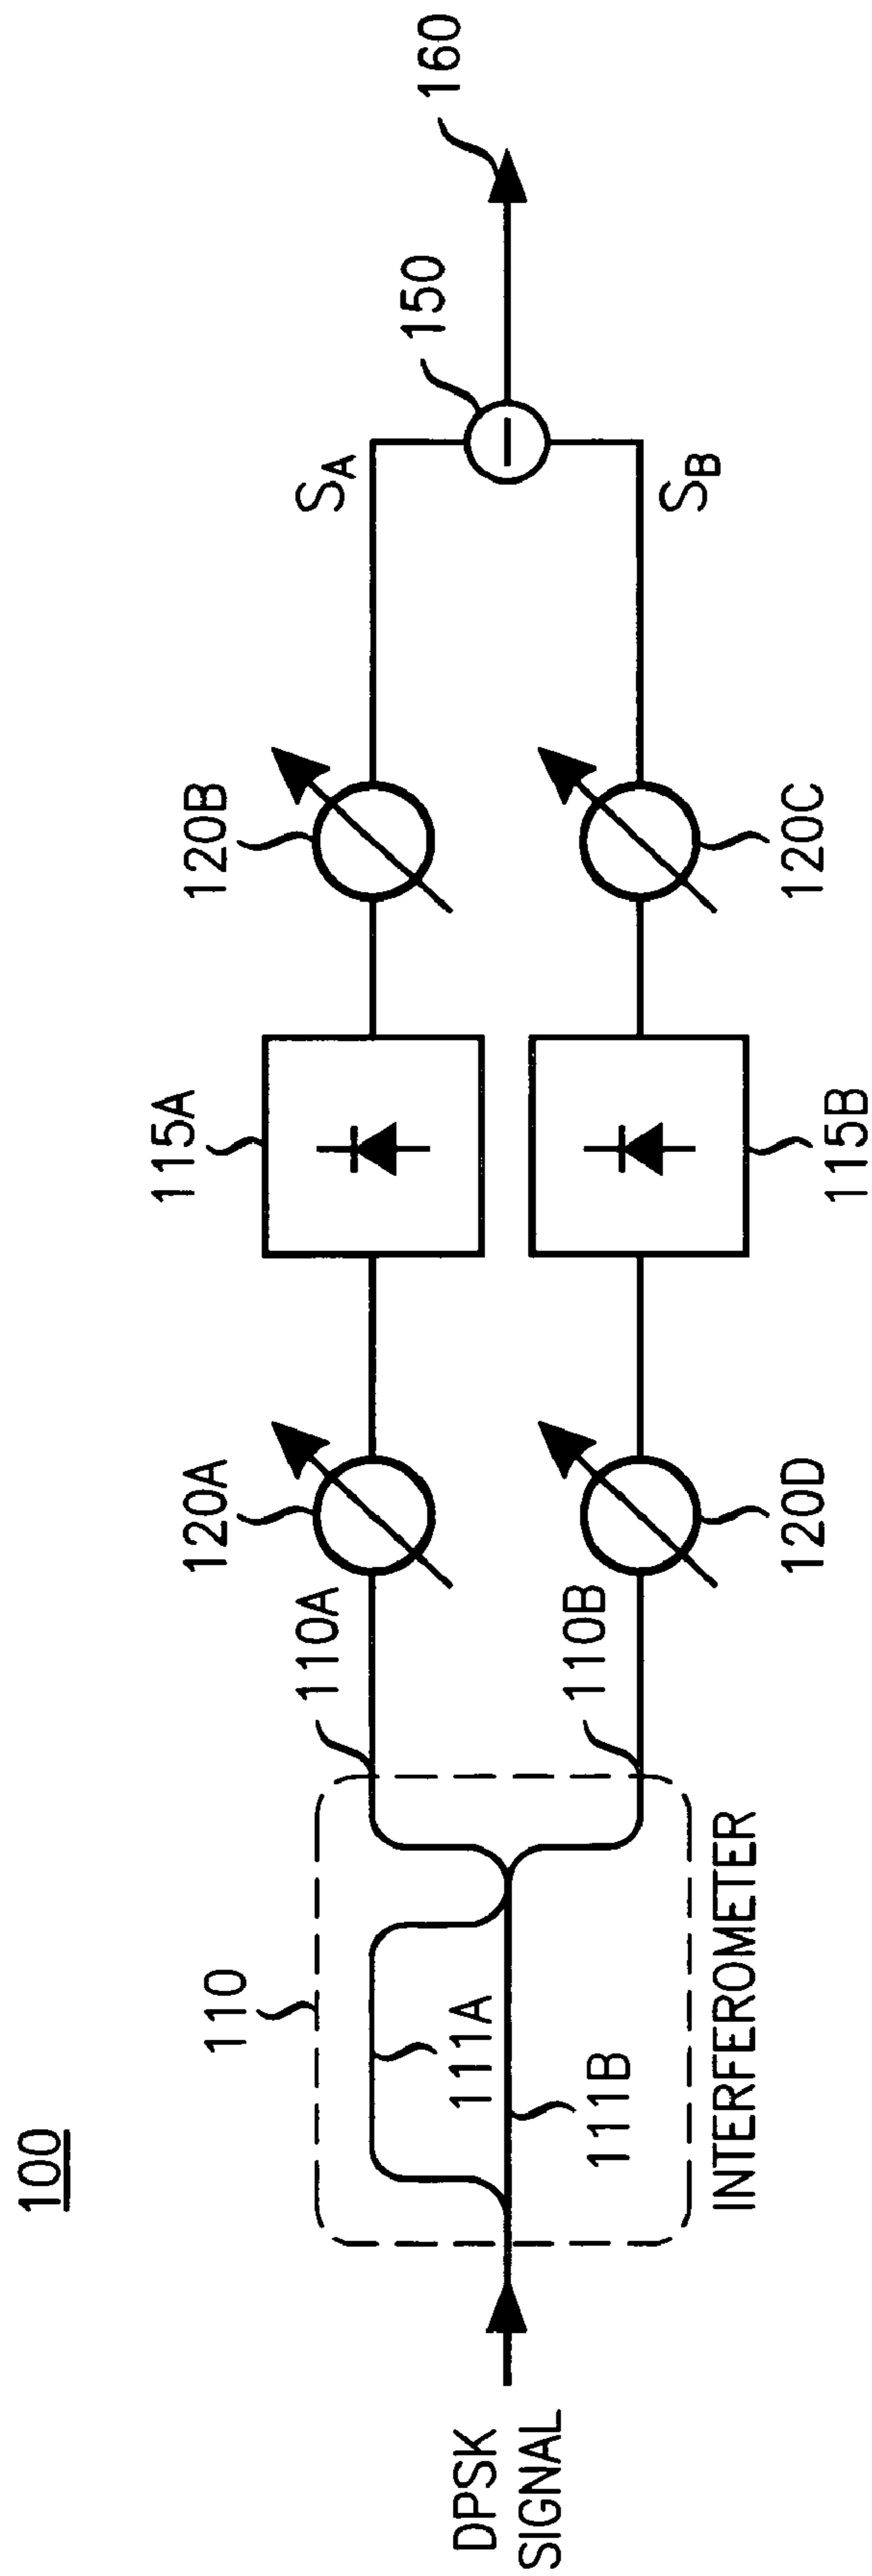 100
DPSK
SIGNAL
110
111A
111B
INTERFEROMETER
110A
110B
120A
120D
115A
115B
120B
120C
SA
SB
150
160